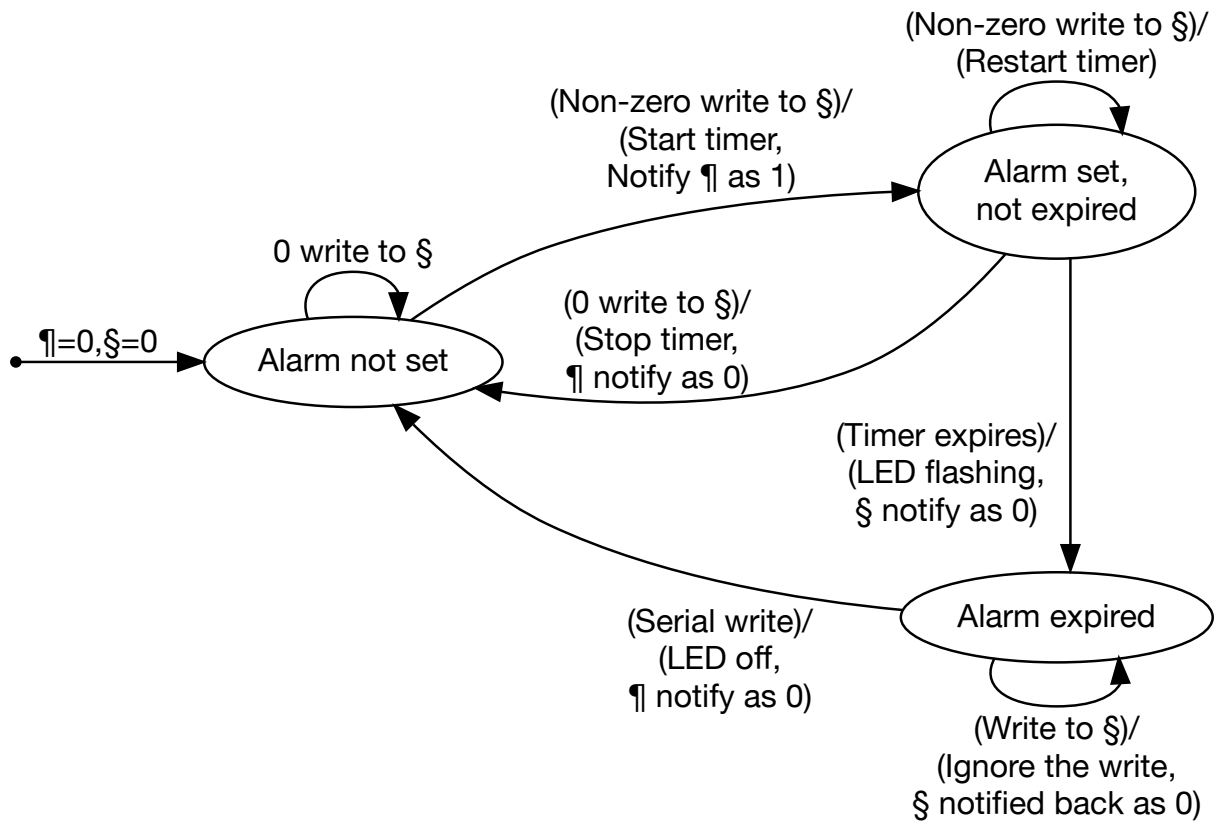 (Non-zero write to §)/
(Restart timer)
(Non-zero write to §)/
(Start timer,
Notify ¶ as 1)
Alarm set,
not expired
0 write to §
(0 write to §)/
(Stop timer,
¶ notify as 0)
¶=0,§=0
Alarm not set
(Timer expires)/
(LED flashing,
§ notify as 0)
(Serial write)/
(LED off,
¶ notify as 0)
Alarm expired
(Write to §)/
(Ignore the write,
§ notified back as 0)